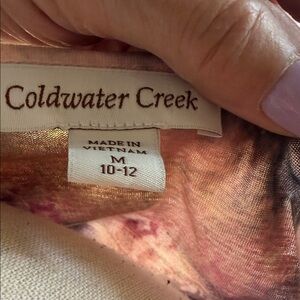 Coldwater Creek
MADE IN
VIETNAM
M
10-12